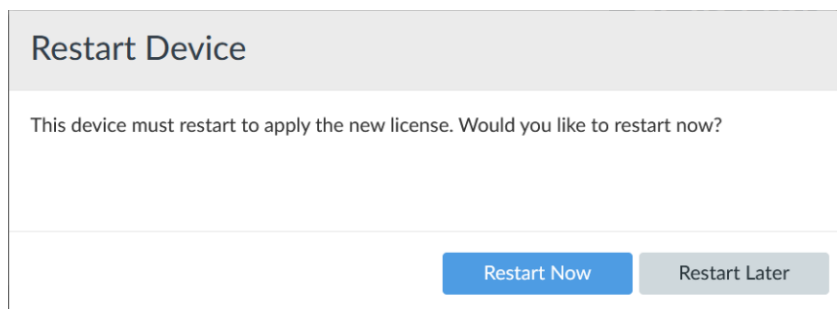 Restart Device
This device must restart to apply the new license. Would you like to restart now?
Restart Now
Restart Later